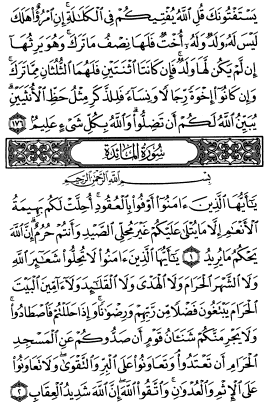 يَسْتَفْتُونَكَ قُلِ ٱللَّهُ يُفْتِيكُمْ فِى ٱلْكَلَـٰلَةِ ۚ إِنِ ٱمْرُؤٌا۟ هَلَكَ
لَيْسَ لَهُۥ وَلَدٌ وَلَهُۥٓ أُخْتٌ فَلَهَا نِصْفُ مَا تَرَكَ ۚ وَهُوَ يَرِثُهَآ
إِن لَّمْ يَكُن لَّهَا وَلَدٌ ۚ فَإِن كَانَتَا ٱثْنَتَيْنِ فَلَهُمَا ٱلثُّلُثَانِ مِمَّا تَرَكَ ۚ
وَإِن كَانُوٓا۟ إِخْوَةً رِّجَالًا وَنِسَآءً فَلِلذَّكَرِ مِثْلُ حَظِّ ٱلْأُنثَيَيْنِ ۗ
يُبَيِّنُ ٱللَّهُ لَكُمْ أَن تَضِلُّوا۟ ۗ وَٱللَّهُ بِكُلِّ شَىْءٍ عَلِيمٌۢ ١٧٦
سُورَةُ المَائِدَةِ
بِسْمِ ٱللَّهِ ٱلرَّحْمَـٰنِ ٱلرَّحِيمِ
يَـٰٓأَيُّهَا ٱلَّذِينَ ءَامَنُوٓا۟ أَوْفُوا۟ بِٱلْعُقُودِ ۚ أُحِلَّتْ لَكُم بَهِيمَةُ
ٱلْأَنْعَـٰمِ إِلَّا مَا يُتْلَىٰ عَلَيْكُمْ غَيْرَ مُحِلِّى ٱلصَّيْدِ وَأَنتُمْ حُرُمٌ ۗ إِنَّ ٱللَّهَ
يَحْكُمُ مَا يُرِيدُ ١ يَـٰٓأَيُّهَا ٱلَّذِينَ ءَامَنُوا۟ لَا تُحِلُّوا۟ شَعَـٰٓئِرَ ٱللَّهِ
وَلَا ٱلشَّهْرَ ٱلْحَرَامَ وَلَا ٱلْهَدْىَ وَلَا ٱلْقَلَـٰٓئِدَ وَلَآ ءَآمِّينَ ٱلْبَيْتَ
ٱلْحَرَامَ يَبْتَغُونَ فَضْلًا مِّن رَّبِّهِمْ وَرِضْوَٰنًا ۚ وَإِذَا حَلَلْتُمْ فَٱصْطَادُوا۟ ۚ
وَلَا يَجْرِمَنَّكُمْ شَنَـَٔانُ قَوْمٍ أَن صَدُّوكُمْ عَنِ ٱلْمَسْجِدِ
ٱلْحَرَامِ أَن تَعْتَدُوا۟ ۘ وَتَعَاوَنُوا۟ عَلَى ٱلْبِرِّ وَٱلتَّقْوَىٰ ۖ وَلَا تَعَاوَنُوا۟
عَلَى ٱلْإِثْمِ وَٱلْعُدْوَٰنِ ۚ وَٱتَّقُوا۟ ٱللَّهَ ۖ إِنَّ ٱللَّهَ شَدِيدُ ٱلْعِقَابِ ٢